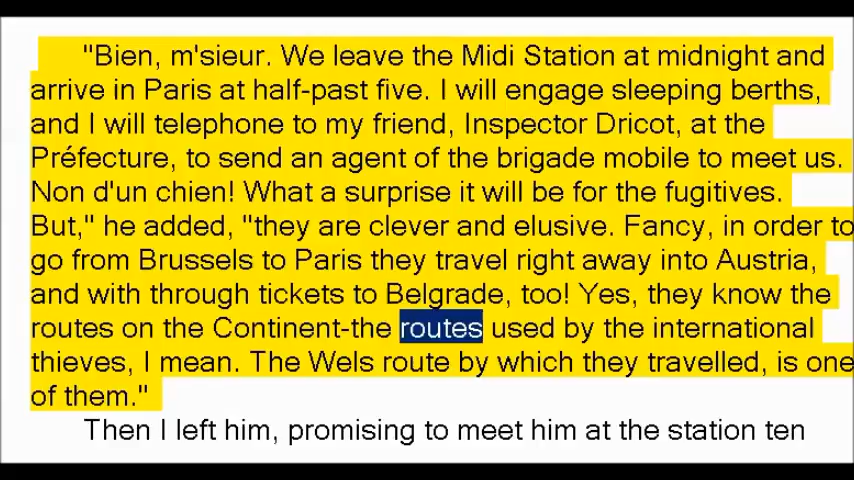 "Bien, m'sieur. We leave the Midi Station at midnight and
arrive in Paris at half-past five. I will engage sleeping berths,
and I will telephone to my friend, Inspector Dricot, at the
Préfecture, to send an agent of the brigade mobile to meet us.
Non d'un chien! What a surprise it will be for the fugitives.
But," he added, "they are clever and elusive. Fancy, in order to
go from Brussels to Paris they travel right away into Austria,
and with through tickets to Belgrade, too! Yes, they know the
routes on the Continent-the routes used by the international
thieves, I mean. The Wels route by which they travelled, is one
of them."
Then I left him, promising to meet him at the station ten